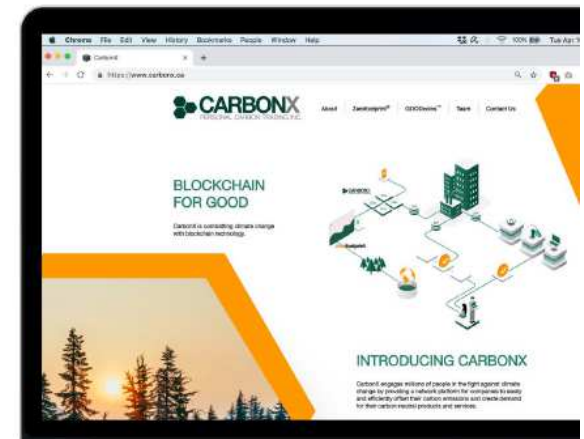 Chrome File Edit View History Bookmarks People Window Help 100%
CarbonX
https://www.carbonx.ca
CARBONX
PERSONAL CARBON TRADING INC.
About Zerofootprint® GOODcoins™ Team Contact Us
BLOCKCHAIN
FOR GOOD
CarbonX is combatting climate change
with blockchain technology.
CARBONX
INTRODUCING CARBONX
CarbonX engages millions of people in the fight against climate
change by providing a network platform for companies to easily
and efficiently offset their carbon emissions and create demand
for their carbon neutral products and services.